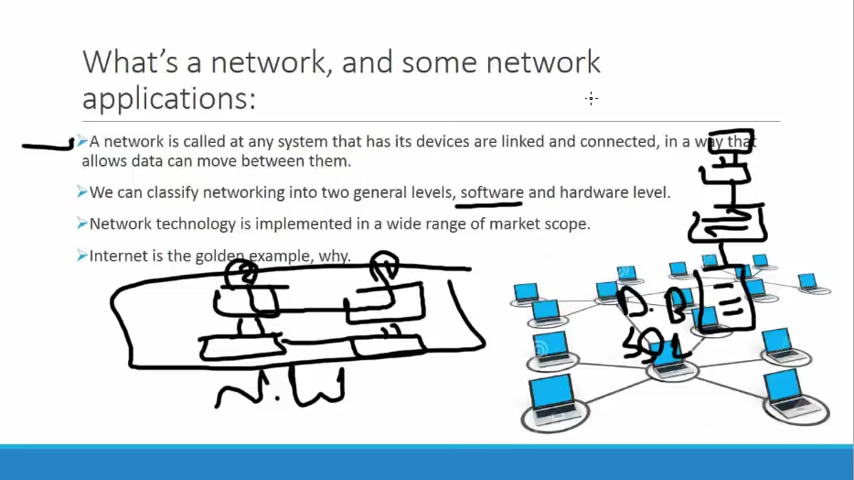 What's a network, and some network
applications:
A network is called at any system that has its devices are linked and connected, in a way that
allows data can move between them.
We can classify networking into two general levels, software and hardware level.
Network technology is implemented in a wide range of market scope.
Internet is the golden example, why.
D.B
SQL
N.W